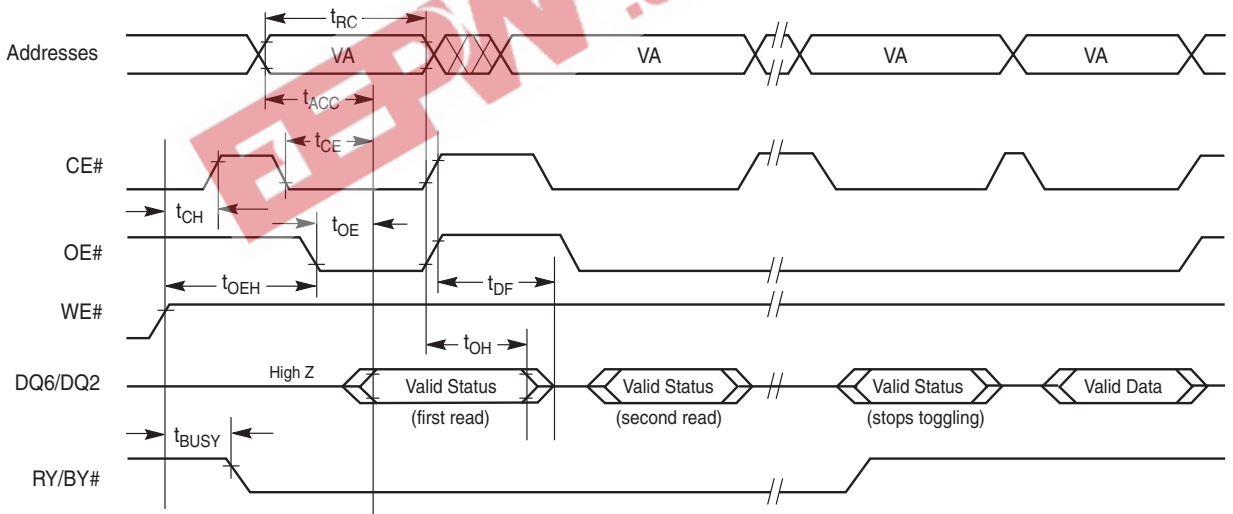 tRC
Addresses VA VA VA VA
tACC
tCE
CE#
tCH
tOE
OE#
tOEH
tDF
WE#
tOH
High Z
DQ6/DQ2 Valid Status Valid Status Valid Status Valid Data
(first read) (second read) (stops toggling)
tBUSY
RY/BY#